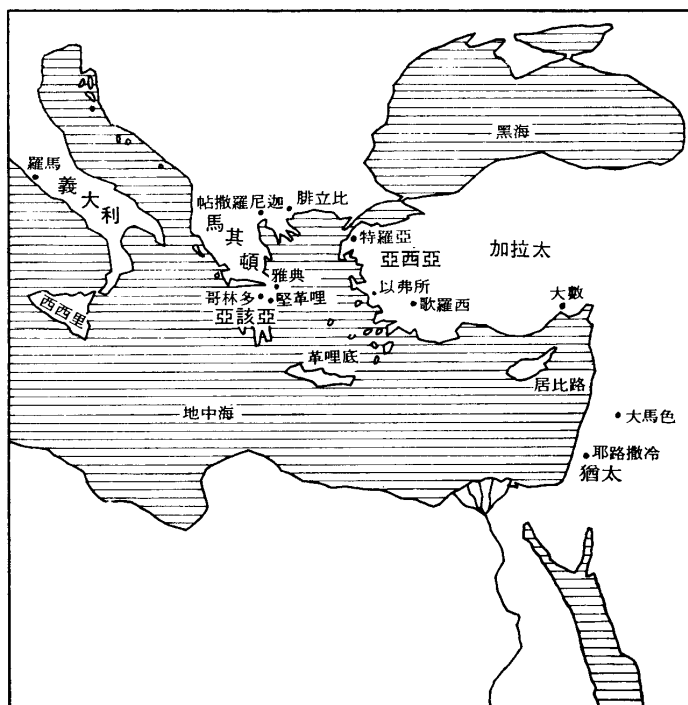 黑海
羅馬
義大利
帖撒羅尼迦
腓立比
馬其頓
特羅亞
亞西亞
加拉太
雅典
以弗所
哥林多
堅革哩
歌羅西
大數
西西里
亞該亞
革哩底
居比路
地中海
大馬色
耶路撒冷
猶太